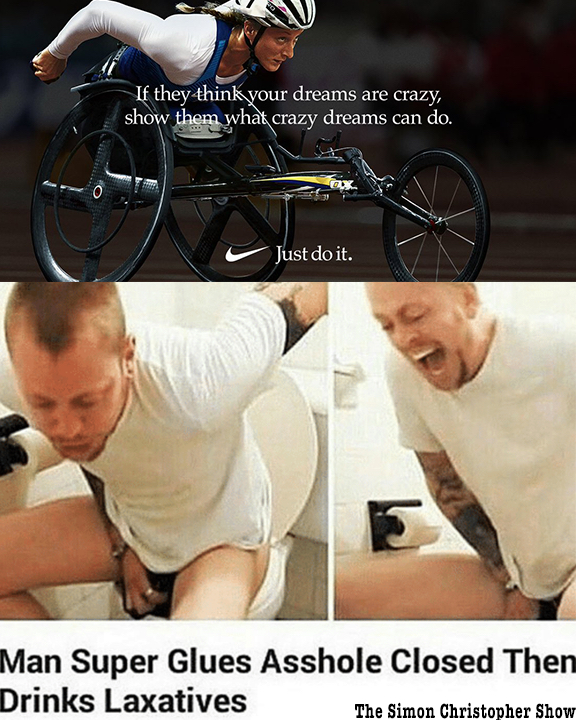 If they think your dreams are crazy,
show them what crazy dreams can do.
Just do it.
Man Super Glues Asshole Closed Then
Drinks Laxatives
The Simon Christopher Show